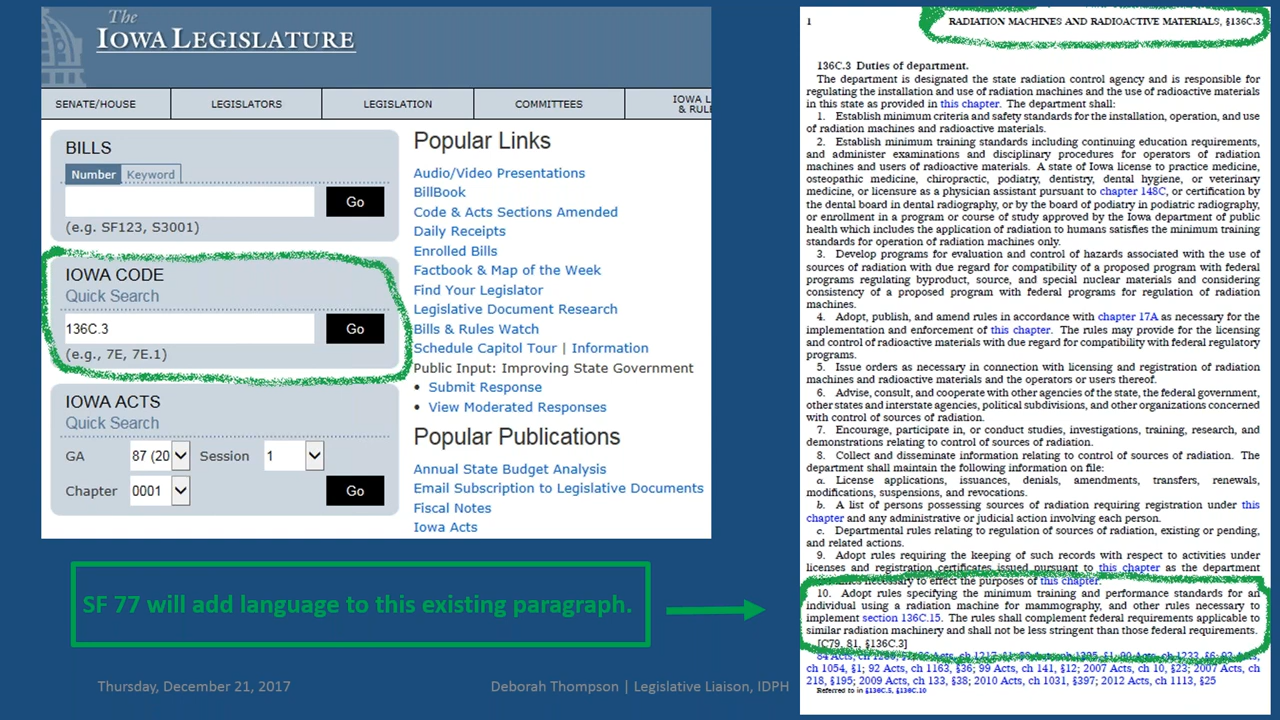 The
IOWA LEGISLATURE
SENATE/HOUSE
LEGISLATORS
LEGISLATION
COMMITTEES
IOWA L
& RUL
BILLS
Number Keyword
Go
(e.g. SF123, S3001)
IOWA CODE
Quick Search
136C.3 Go
(e.g., 7E, 7E.1)
IOWA ACTS
Quick Search
GA 87 (20 Session 1
Chapter 0001 Go
Popular Links
Audio/Video Presentations
BillBook
Code & Acts Sections Amended
Daily Receipts
Enrolled Bills
Factbook & Map of the Week
Find Your Legislator
Legislative Document Research
Bills & Rules Watch
Schedule Capitol Tour | Information
Public Input: Improving State Government
• Submit Response
• View Moderated Responses
Popular Publications
Annual State Budget Analysis
Email Subscription to Legislative Documents
Fiscal Notes
Iowa Acts
SF 77 will add language to this existing paragraph.
Thursday, December 21, 2017
Deborah Thompson | Legislative Liaison, IDPH
1 RADIATION MACHINES AND RADIOACTIVE MATERIALS, §136C.3
136C.3 Duties of department.
The department is designated the state radiation control agency and is responsible for
regulating the installation and use of radiation machines and the use of radioactive materials
in this state as provided in this chapter. The department shall:
1. Establish minimum criteria and safety standards for the installation, operation, and use
of radiation machines and radioactive materials.
2. Establish minimum training standards including continuing education requirements,
and administer examinations and disciplinary procedures for operators of radiation
machines and users of radioactive materials. A state of Iowa license to practice medicine,
osteopathic medicine, chiropractic, podiatry, dentistry, dental hygiene, or veterinary
medicine, or licensure as a physician assistant pursuant to chapter 148C, or certification by
the dental board in dental radiography, or by the board of podiatry in podiatric radiography,
or enrollment in a program or course of study approved by the Iowa department of public
health which includes the application of radiation to humans satisfies the minimum training
standards for operation of radiation machines only.
3. Develop programs for evaluation and control of hazards associated with the use of
sources of radiation with due regard for compatibility of a proposed program with federal
programs regulating byproduct, source, and special nuclear materials and considering
consistency of a proposed program with federal programs for regulation of radiation
machines.
4. Adopt, publish, and amend rules in accordance with chapter 17A as necessary for the
implementation and enforcement of this chapter. The rules may provide for the licensing
and control of radioactive materials with due regard for compatibility with federal regulatory
programs.
5. Issue orders as necessary in connection with licensing and registration of radiation
machines and radioactive materials and the operators or users thereof.
6. Advise, consult, and cooperate with other agencies of the state, the federal government,
other states and interstate agencies, political subdivisions, and other organizations concerned
with control of sources of radiation.
7. Encourage, participate in, or conduct studies, investigations, training, research, and
demonstrations relating to control of sources of radiation.
8. Collect and disseminate information relating to control of sources of radiation. The
department shall maintain the following information on file:
a. License applications, issuances, denials, amendments, transfers, renewals,
modifications, suspensions, and revocations.
b. A list of persons possessing sources of radiation requiring registration under this
chapter and any administrative or judicial action involving each person.
c. Departmental rules relating to regulation of sources of radiation, existing or pending,
and related actions.
9. Adopt rules requiring the keeping of such records with respect to activities under
licenses and registration certificates issued pursuant to this chapter as the department
necessary to effect the purposes of this chapter.
10. Adopt rules specifying the minimum training and performance standards for an
individual using a radiation machine for mammography, and other rules necessary to
implement section 136C.15. The rules shall complement federal requirements applicable to
similar radiation machinery and shall not be less stringent than those federal requirements.
[C79, 81, §136C.3]
ch 1054, §1; 92 Acts, ch 1163, §36; 99 Acts, ch 141, §12; 2007 Acts, ch 10, §23; 2007 Acts, ch
218, §195; 2009 Acts, ch 133, §38; 2010 Acts, ch 1031, §397; 2012 Acts, ch 1113, §25
Referred to in §136C.5, §136C.10